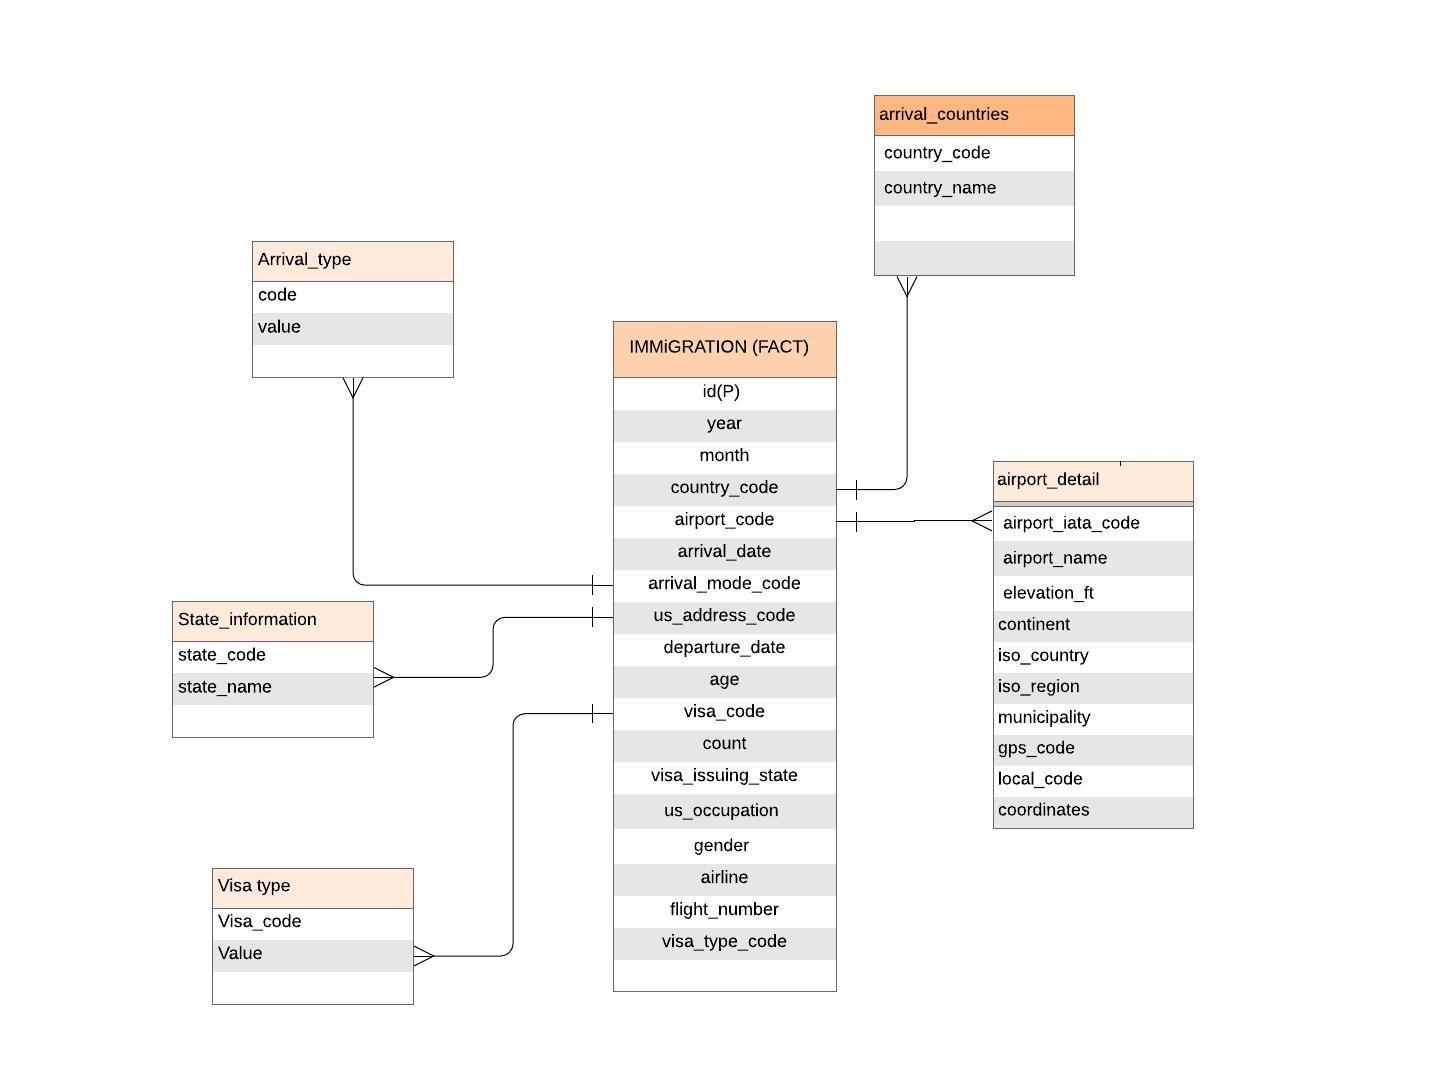 arrival_countries
country_code
country_name
Arrival_type
code
value
IMMiGRATION (FACT)
id(P)
year
month
country_code
airport_code
arrival_date
arrival_mode_code
us_address_code
departure_date
age
visa_code
count
visa_issuing_state
us_occupation
gender
airline
flight_number
visa_type_code
airport_detail
airport_iata_code
airport_name
elevation_ft
continent
iso_country
iso_region
municipality
gps_code
local_code
coordinates
State_information
state_code
state_name
Visa type
Visa_code
Value